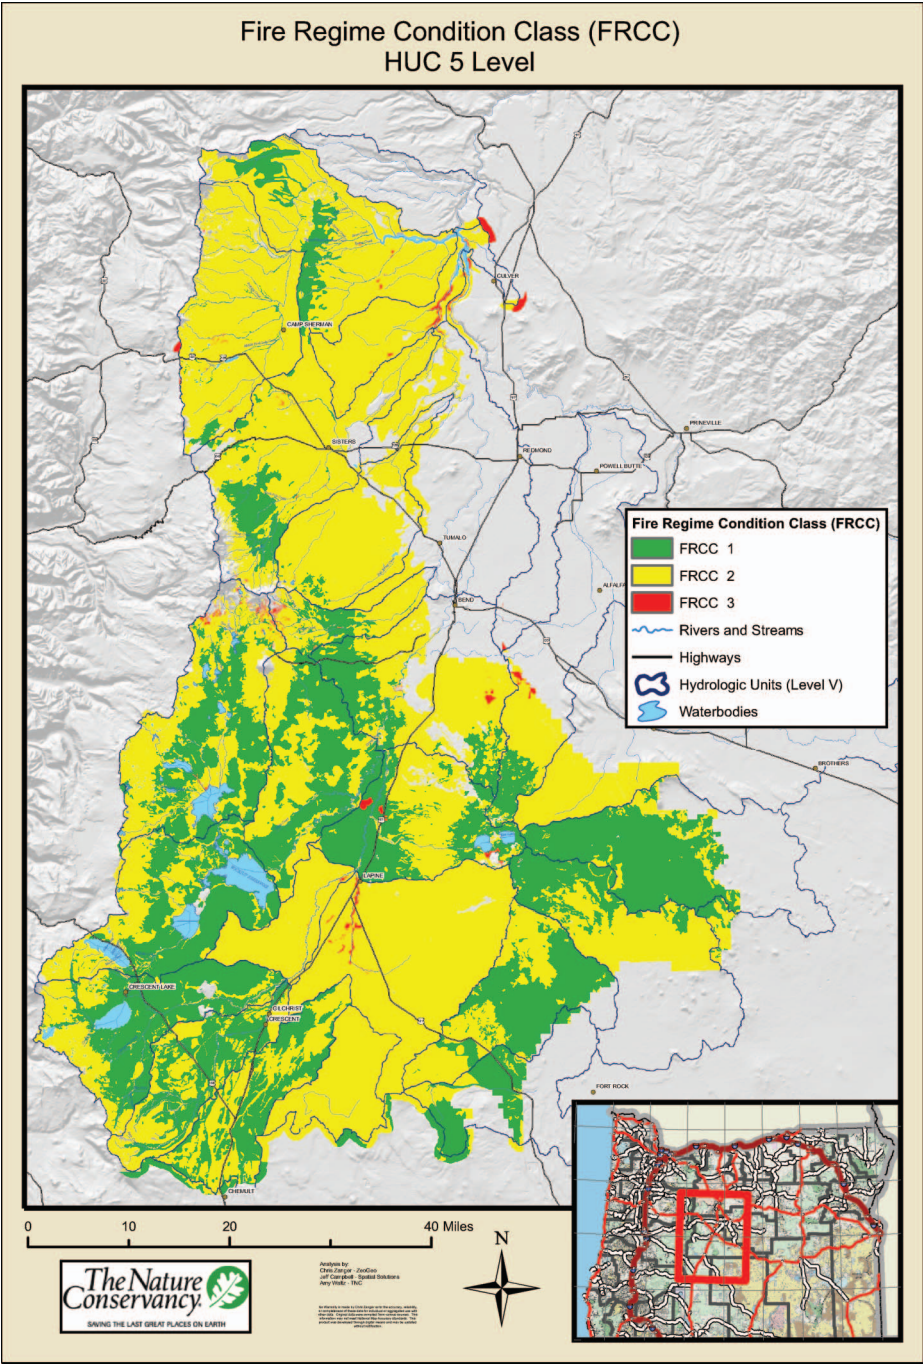 Fire Regime Condition Class (FRCC)
HUC 5 Level
CULVER
CAMP SHERMAN
PRINEVILLE
SISTERS
REDMOND
POWELL BUTTE
Fire Regime Condition Class (FRCC)
FRCC 1
FRCC 2
FRCC 3
Rivers and Streams
Highways
Hydrologic Units (Level V)
Waterbodies
TUMALO
ALFALFA
BEND
BROTHERS
LAPINE
CRESCENT LAKE
GILCHRIST
CRESCENT
FORT ROCK
CHEMULT
0 10 20 40 Miles
N
The Nature
Conservancy
SAVING THE LAST GREAT PLACES ON EARTH
Analysis by:
Chris Zanger - ZeoGeo
Jeff Campbell - Spatial Solutions
Amy Waltz - TNC